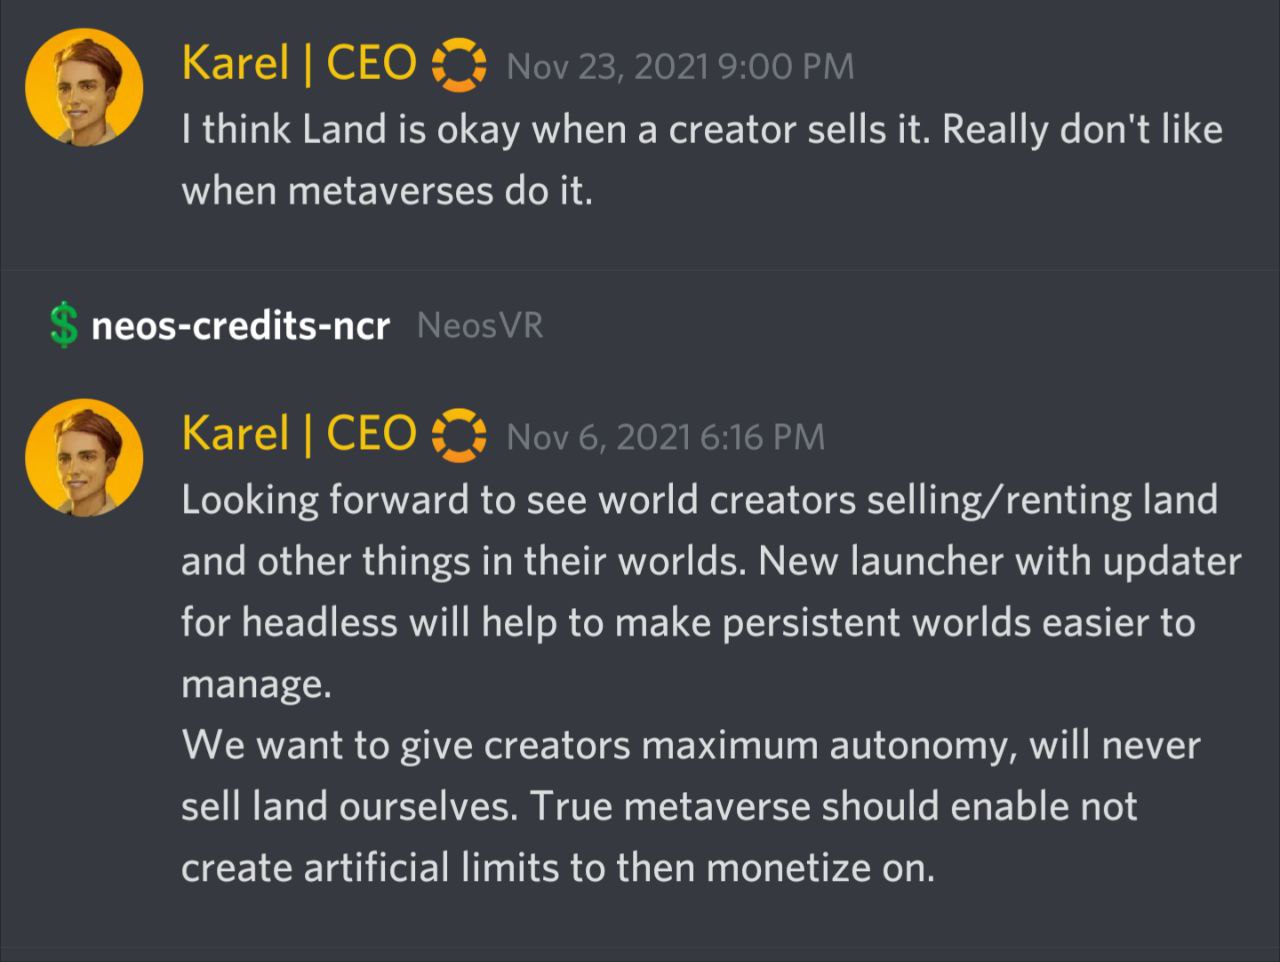 Karel | CEO Nov 23, 2021 9:00 PM
I think Land is okay when a creator sells it. Really don't like
when metaverses do it.
neos-credits-ncr NeosVR
Karel | CEO Nov 6, 2021 6:16 PM
Looking forward to see world creators selling/renting land
and other things in their worlds. New launcher with updater
for headless will help to make persistent worlds easier to
manage.
We want to give creators maximum autonomy, will never
sell land ourselves. True metaverse should enable not
create artificial limits to then monetize on.